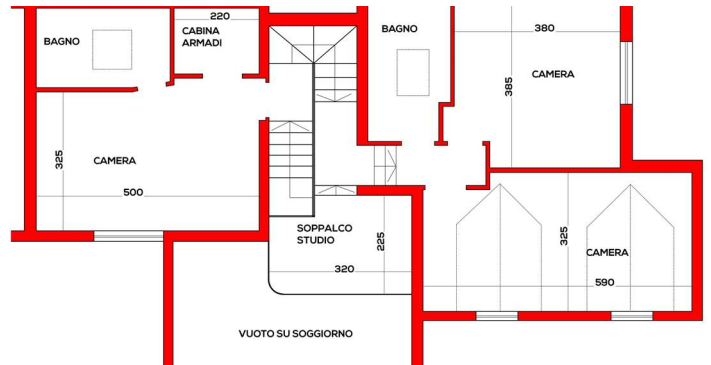 220
BAGNO
CABINA
ARMADI
BAGNO
380
CAMERA
385
CAMERA
325
500
SOPPALCO
STUDIO
225
320
325
CAMERA
590
VUOTO SU SOGGIORNO